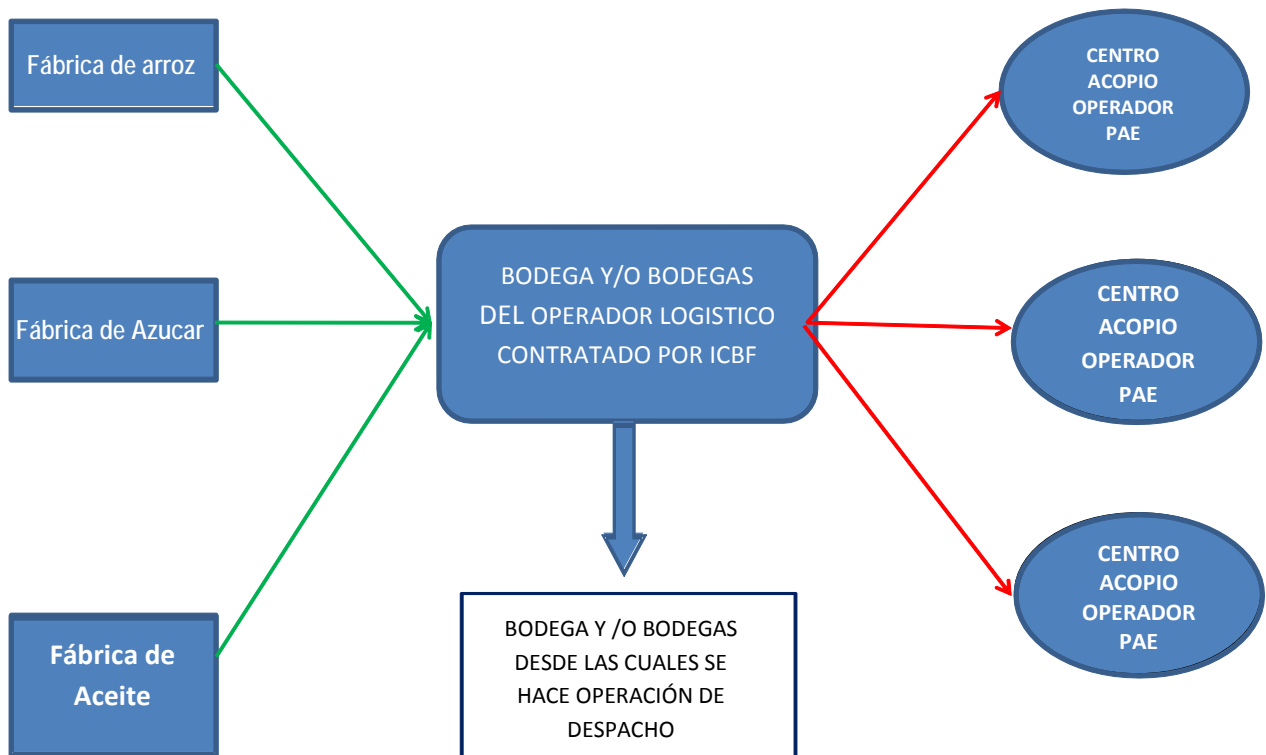 Fábrica de arroz
Fábrica de Azucar
Fábrica de
Aceite
BODEGA Y/O BODEGAS
DEL OPERADOR LOGISTICO
CONTRATADO POR ICBF
BODEGA Y /O BODEGAS
DESDE LAS CUALES SE
HACE OPERACIÓN DE
DESPACHO
CENTRO
ACOPIO
OPERADOR
PAE
CENTRO
ACOPIO
OPERADOR
PAE
CENTRO
ACOPIO
OPERADOR
PAE